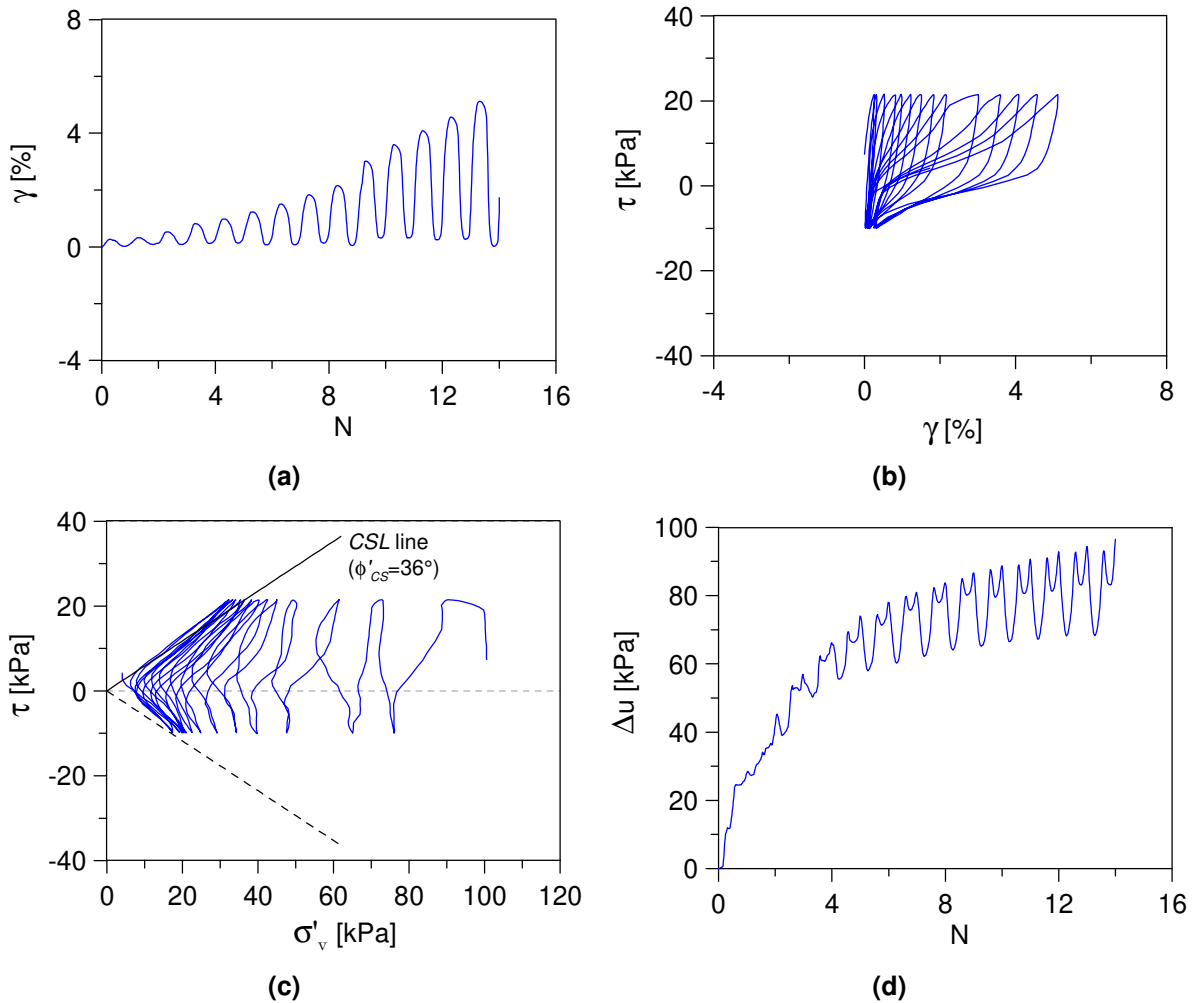 8
4
0
-4
γ [%]
0 4 8 12 16
N
(a)
40
20
0
-20
-40
τ [kPa]
-4 0 4 8
γ [%]
(b)
40
20
0
-20
-40
τ [kPa]
CSL line
(ϕ'CS=36°)
0 20 40 60 80 100 120
σ'v [kPa]
(c)
100
80
60
40
20
0
Δu [kPa]
0 4 8 12 16
N
(d)